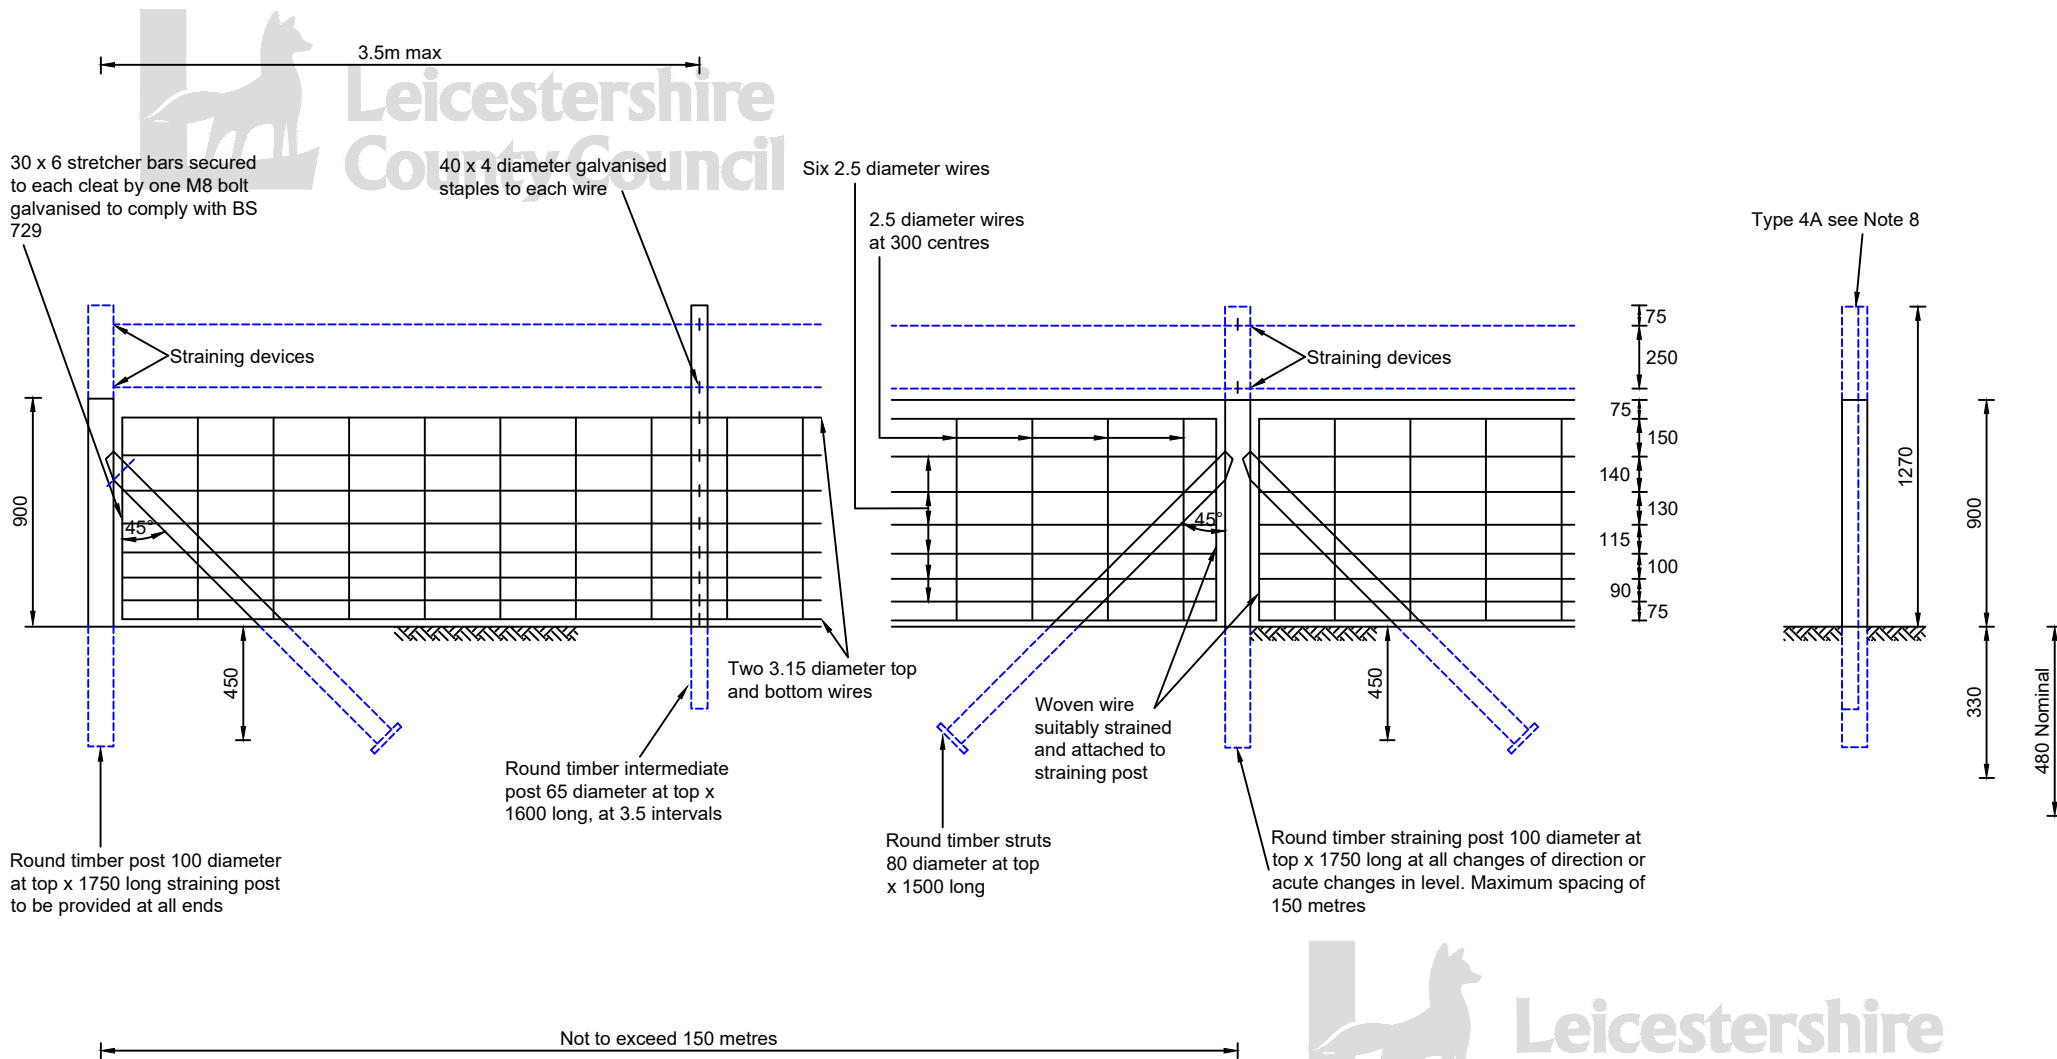 3.5m max
Leicestershire
County Council
30 x 6 stretcher bars secured
to each cleat by one M8 bolt
galvanised to comply with BS
729
40 x 4 diameter galvanised
staples to each wire
Six 2.5 diameter wires
2.5 diameter wires
at 300 centres
Type 4A see Note 8
Straining devices
Straining devices
75
250
75
150
140
130
115
100
90
75
900
45°
45°
1270
900
450
450
330
480 Nominal
Two 3.15 diameter top
and bottom wires
Woven wire
suitably strained
and attached to
straining post
Round timber intermediate
post 65 diameter at top x
1600 long, at 3.5 intervals
Round timber struts
80 diameter at top
x 1500 long
Round timber straining post 100 diameter at
top x 1750 long at all changes of direction or
acute changes in level. Maximum spacing of
150 metres
Round timber post 100 diameter
at top x 1750 long straining post
to be provided at all ends
Not to exceed 150 metres
Leicestershire